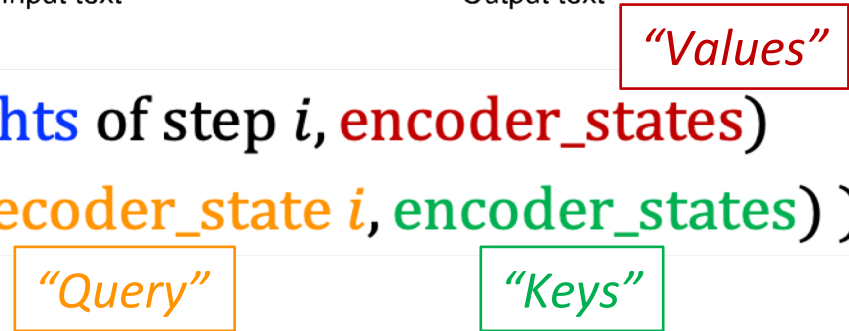 “Values”
hts of step i, encoder_states)
ecoder_state i, encoder_states) )
“Query” “Keys”